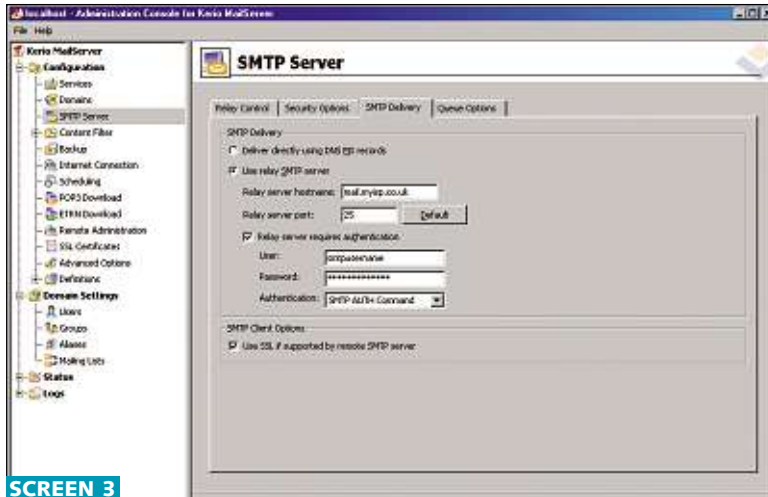 localhost - Administration Console for Kerio MailServer
File Help
Kerio MailServer
Configuration
Services
Domains
SMTP Server
Content Filter
Backup
Internet Connection
Scheduling
POP3 Download
ETRN Download
Remote Administration
SSL Certificates
Advanced Options
Definitions
Domain Settings
Users
Groups
Aliases
Mailing Lists
Status
Logs
SMTP Server
Relay Control Security Options SMTP Delivery Queue Options
SMTP Delivery
Deliver directly using DNS MX records
Use relay SMTP server
Relay server hostname: mail.myisp.co.uk
Relay server port: 25 Default
Relay server requires authentication
User: smtpusername
Password: **************
Authentication: SMTP AUTH Command
SMTP Client Options
Use SSL if supported by remote SMTP server
SCREEN 3